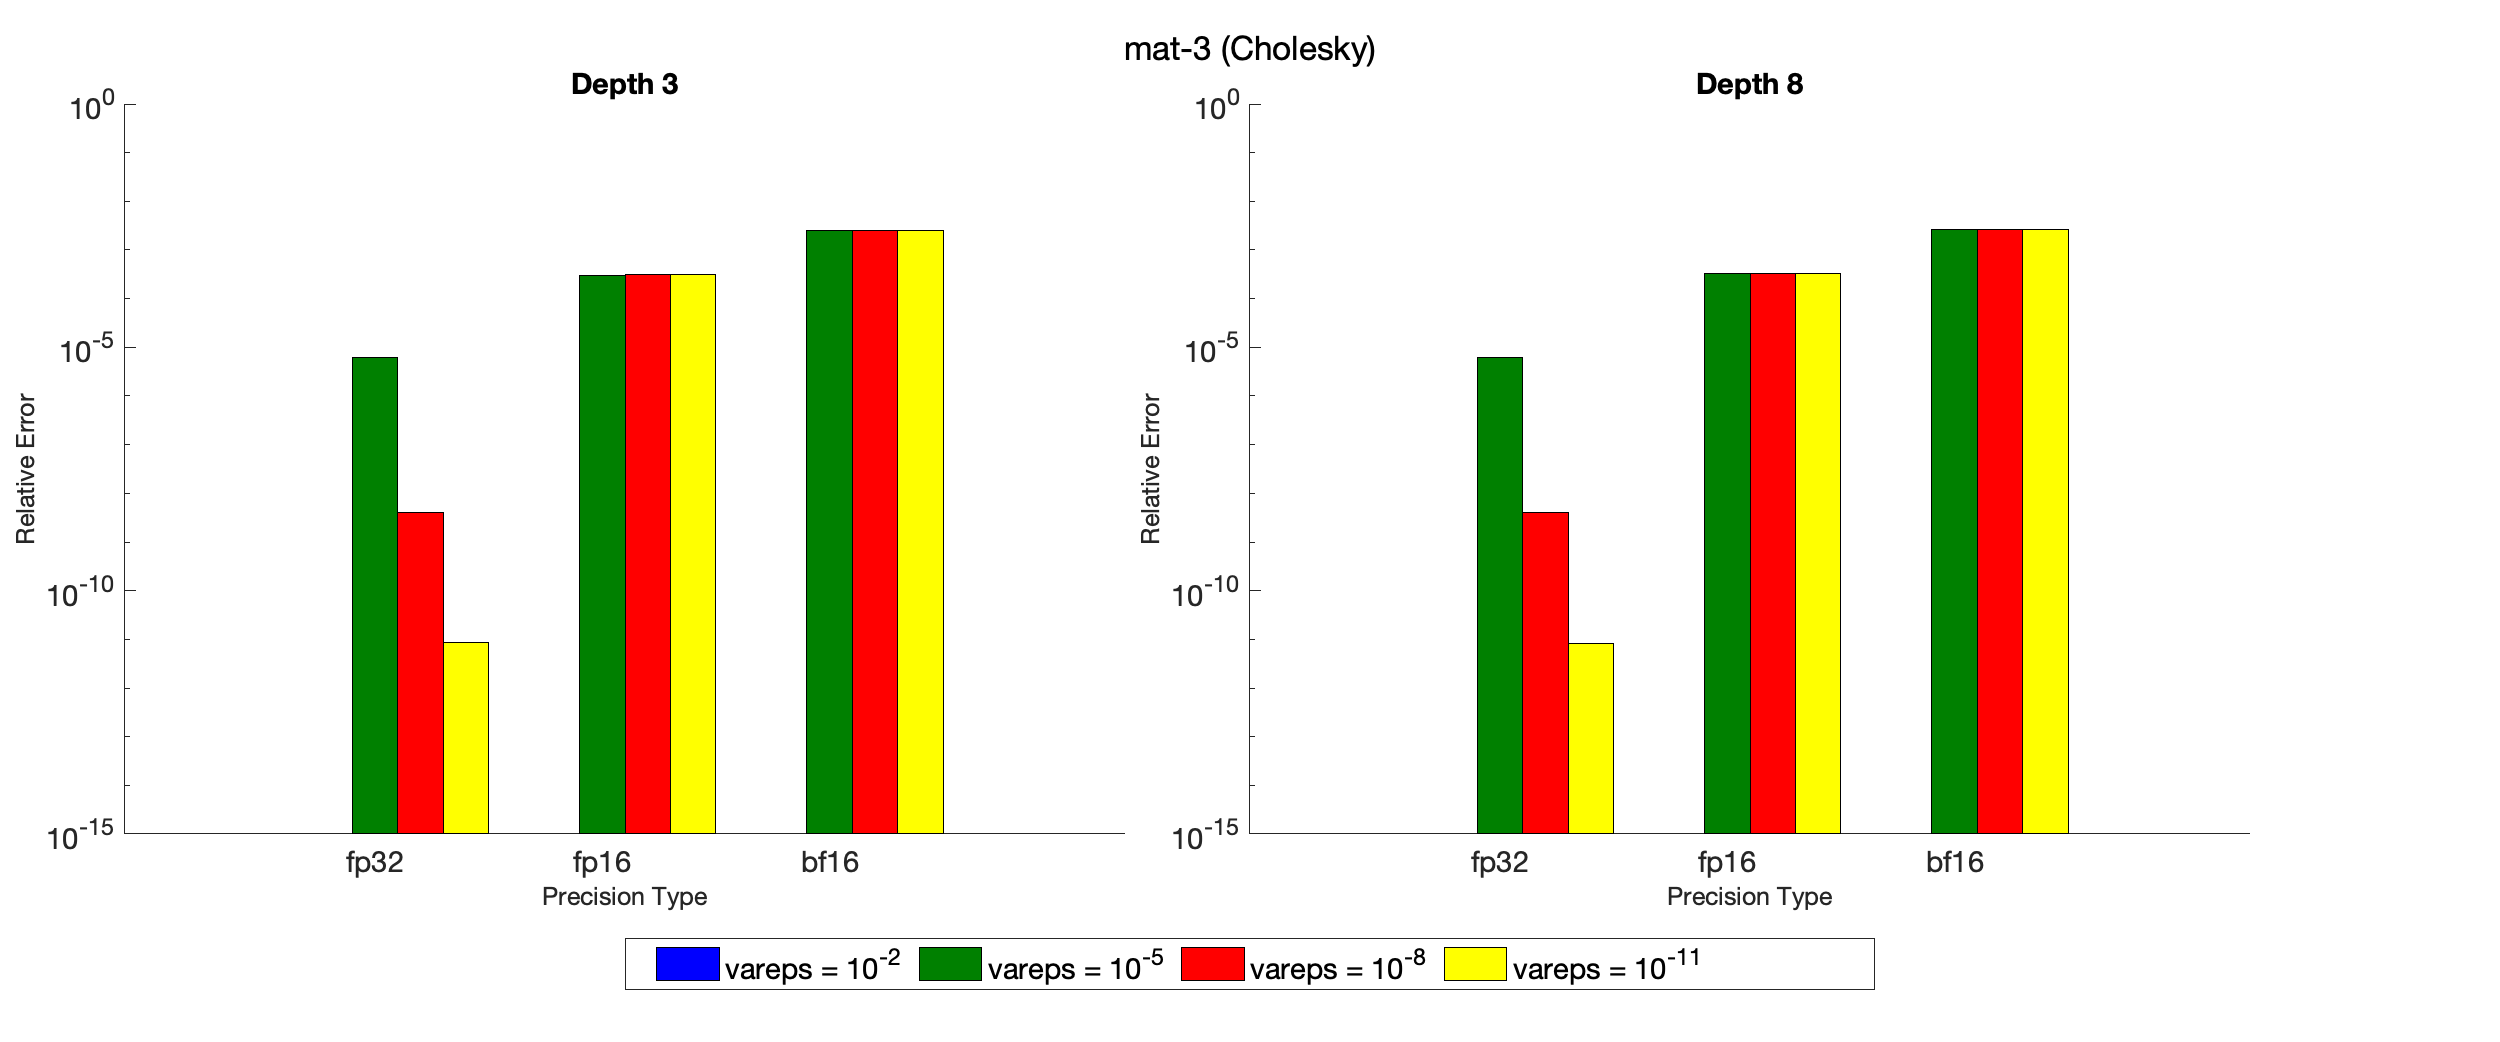 mat-3 (Cholesky)
Depth 3
10^0
10^-5
10^-10
10^-15
Relative Error
fp32 fp16 bf16
Precision Type
Depth 8
10^0
10^-5
10^-10
10^-15
Relative Error
fp32 fp16 bf16
Precision Type
vareps = 10^-2 vareps = 10^-5 vareps = 10^-8 vareps = 10^-11